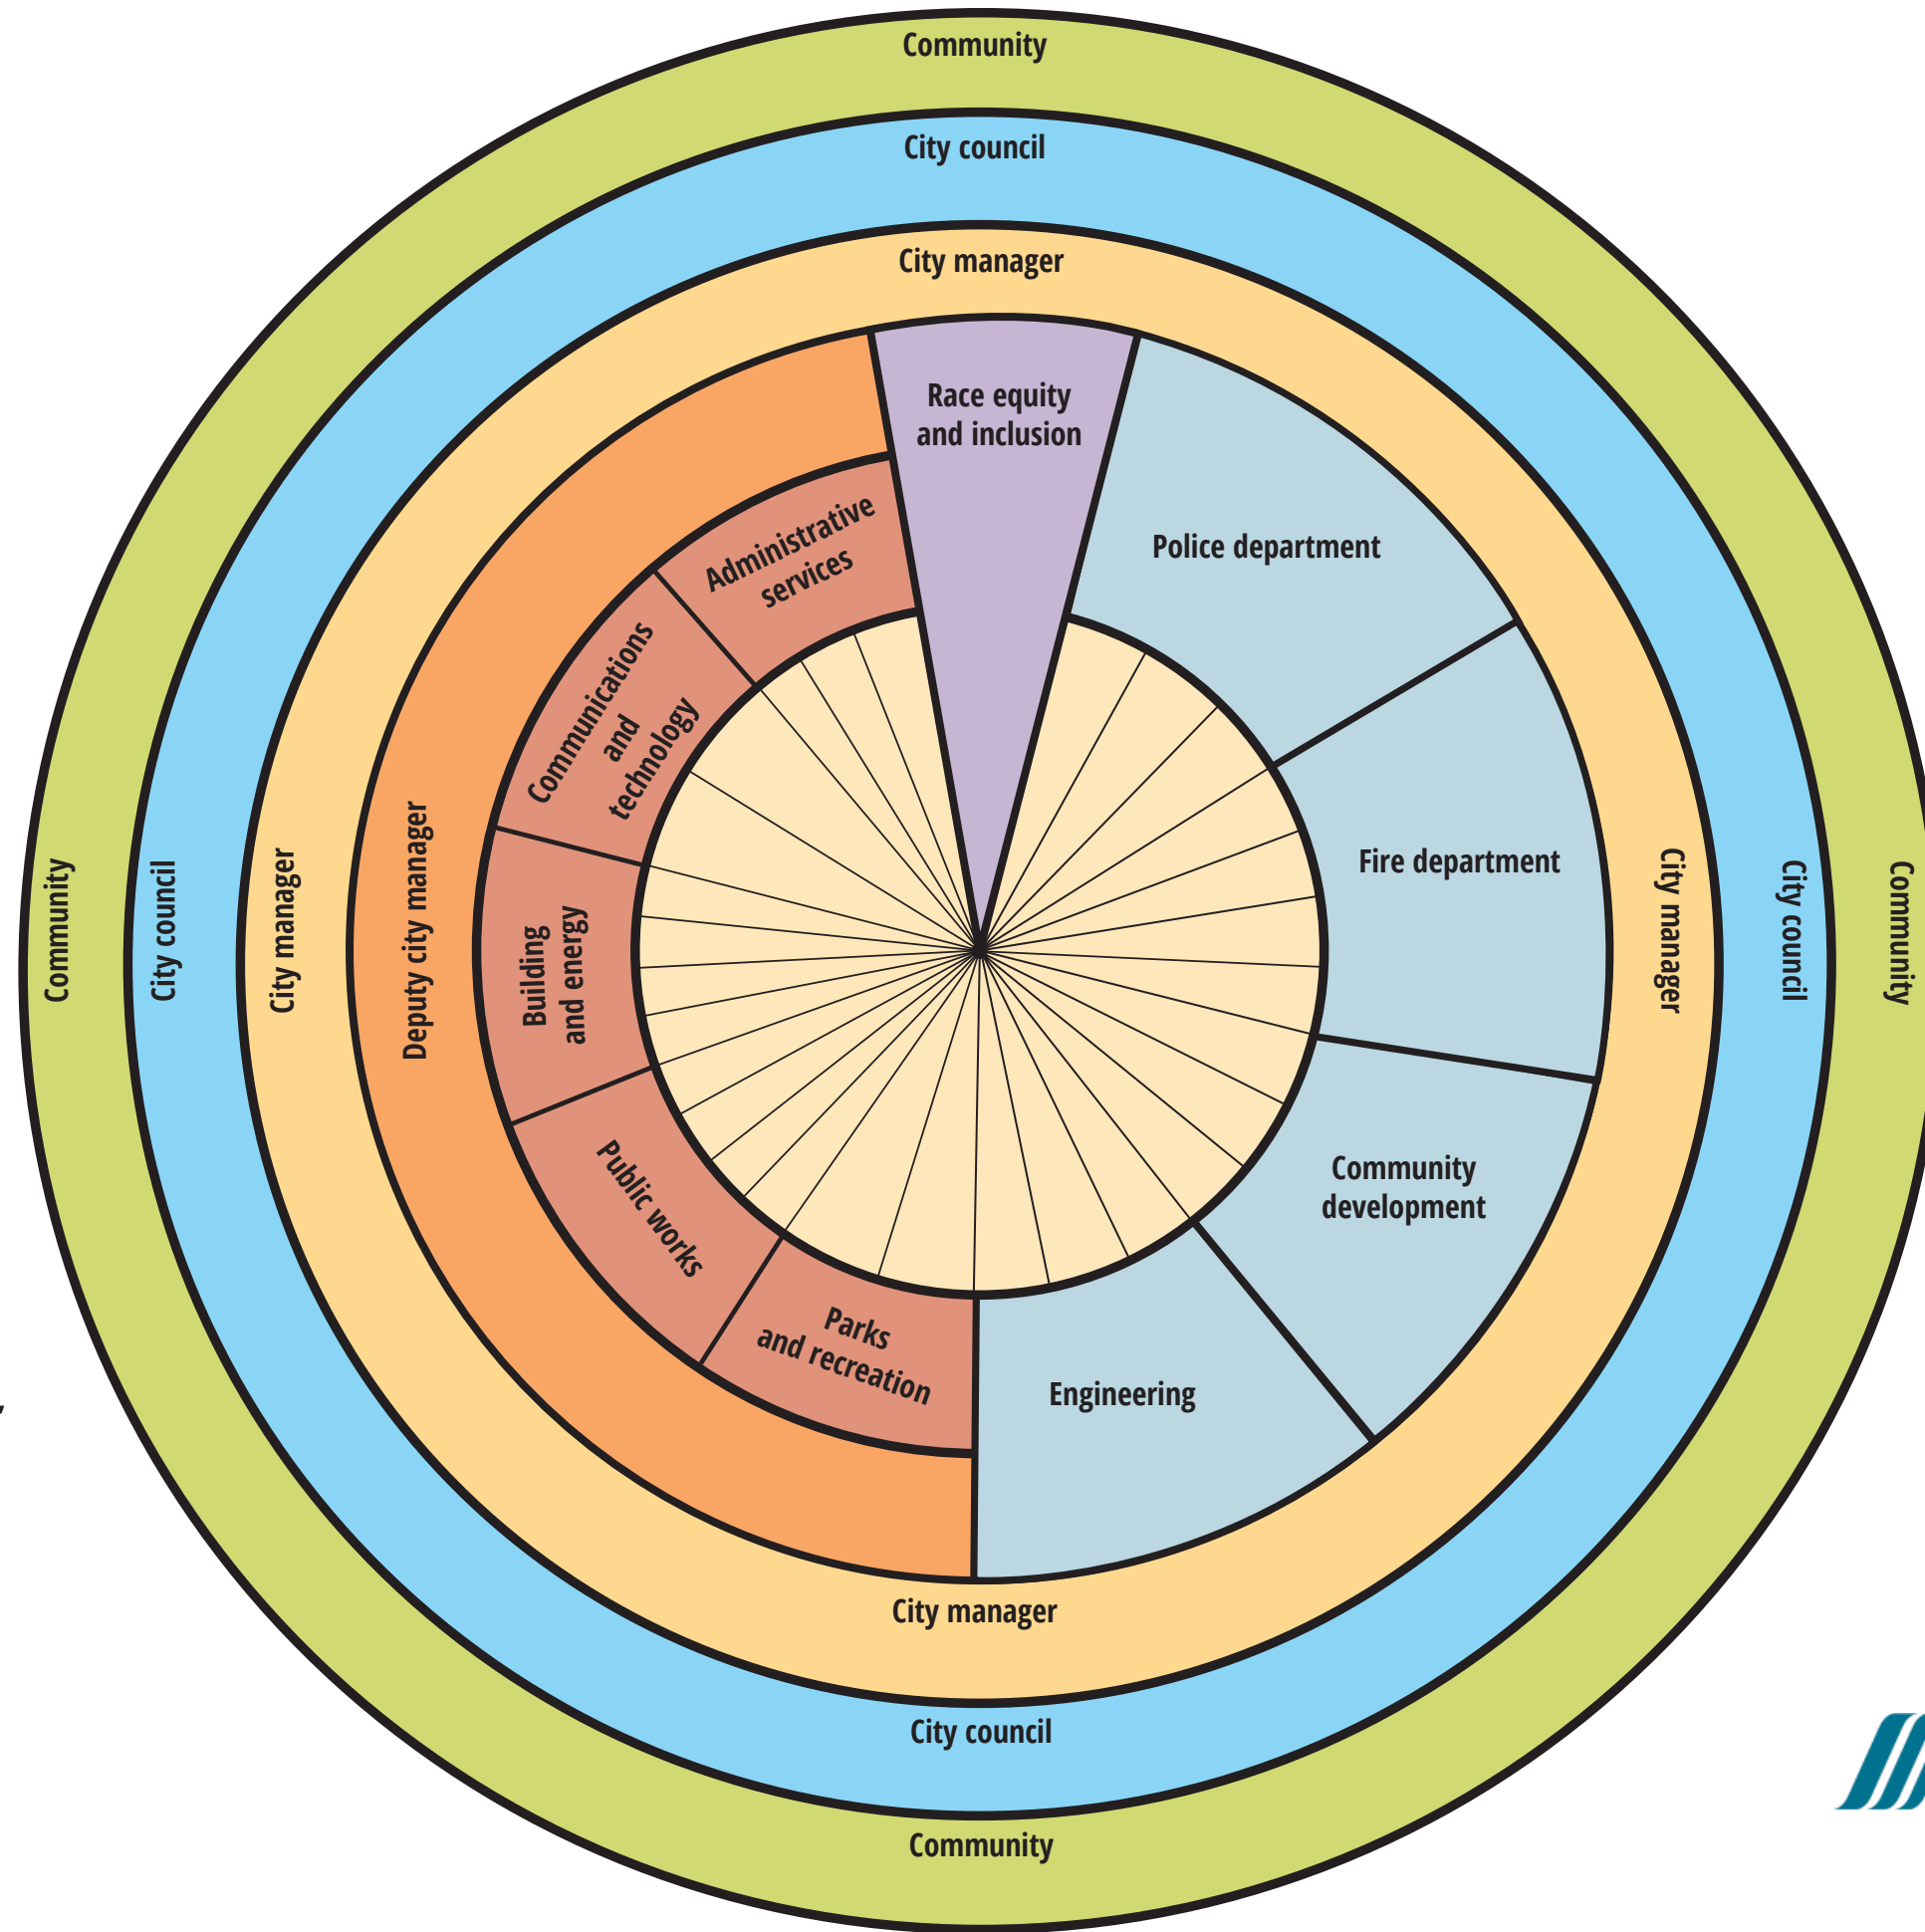 Community
City council
City manager
Race equity
and inclusion
Police department
Administrative
services
Communications
and
technology
Fire department
Community
City council
City manager
Deputy city manager
Building
and energy
City manager
City council
Community
Community
development
Public works
Parks
and recreation
Engineering
,
City manager
City council
Community